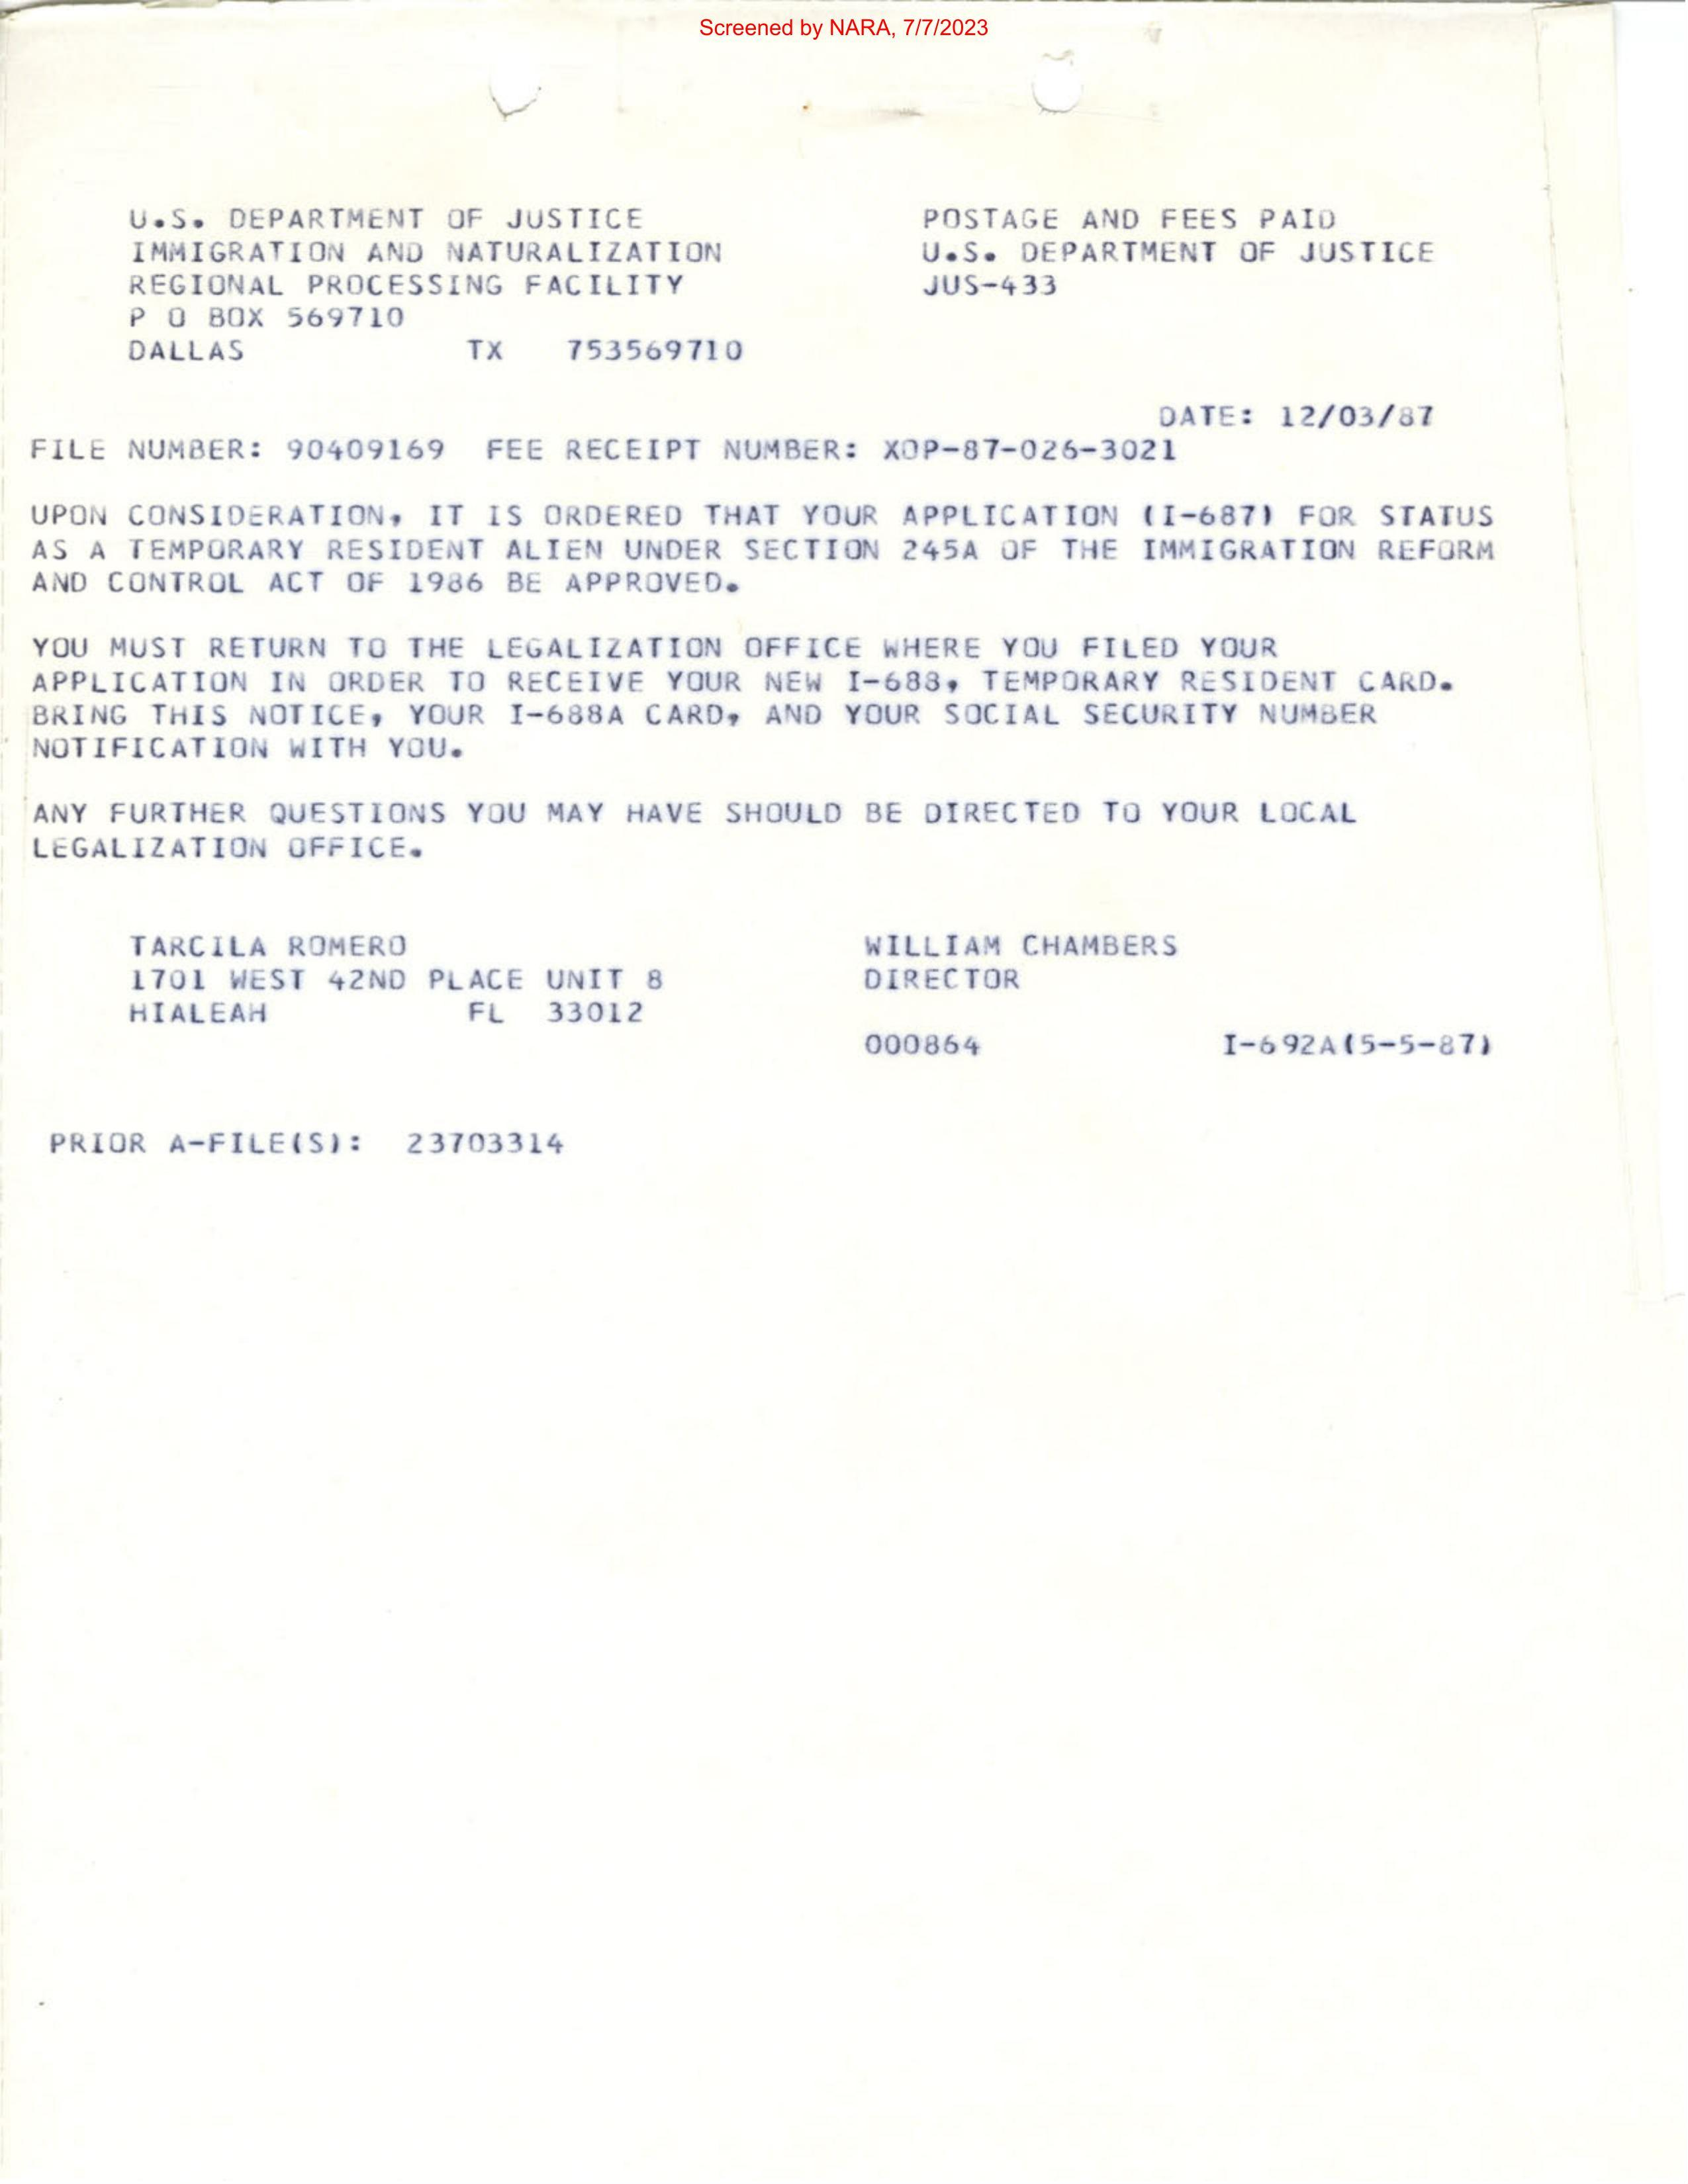 Screened by NARA, 7/7/2023
U.S. DEPARTMENT OF JUSTICE POSTAGE AND FEES PAID
IMMIGRATION AND NATURALIZATION U.S. DEPARTMENT OF JUSTICE
REGIONAL PROCESSING FACILITY JUS-433
P O BOX 569710
DALLAS TX 753569710
DATE: 12/03/87
FILE NUMBER: 90409169 FEE RECEIPT NUMBER: XOP-87-026-3021
UPON CONSIDERATION, IT IS ORDERED THAT YOUR APPLICATION (I-687) FOR STATUS
AS A TEMPORARY RESIDENT ALIEN UNDER SECTION 245A OF THE IMMIGRATION REFORM
AND CONTROL ACT OF 1986 BE APPROVED.
YOU MUST RETURN TO THE LEGALIZATION OFFICE WHERE YOU FILED YOUR
APPLICATION IN ORDER TO RECEIVE YOUR NEW I-688, TEMPORARY RESIDENT CARD.
BRING THIS NOTICE, YOUR I-688A CARD, AND YOUR SOCIAL SECURITY NUMBER
NOTIFICATION WITH YOU.
ANY FURTHER QUESTIONS YOU MAY HAVE SHOULD BE DIRECTED TO YOUR LOCAL
LEGALIZATION OFFICE.
TARCILA ROMERO WILLIAM CHAMBERS
1701 WEST 42ND PLACE UNIT 8 DIRECTOR
HIALEAH FL 33012
000864 I-692A(5-5-87)
PRIOR A-FILE(S): 23703314